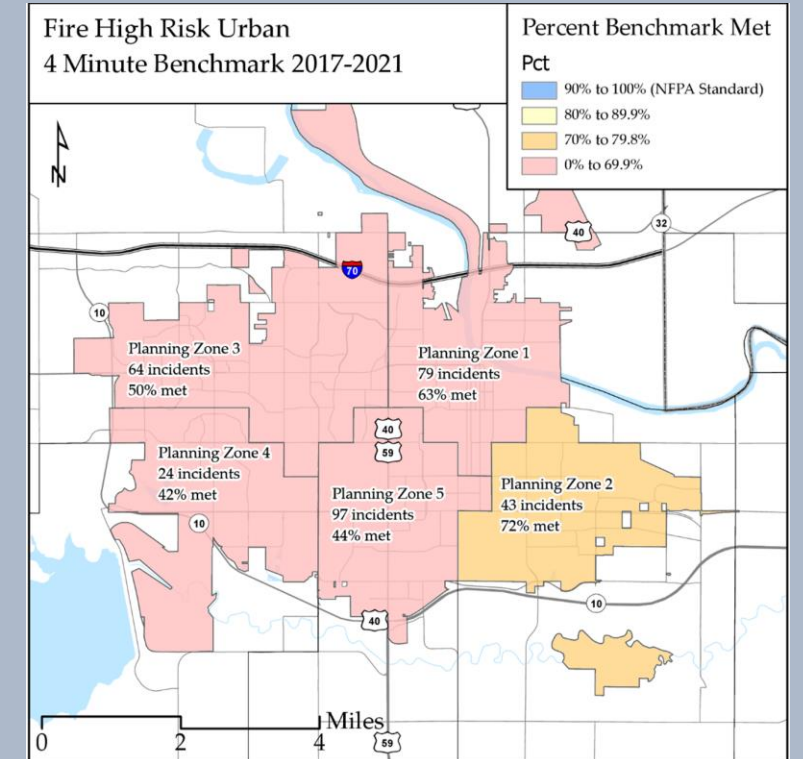 Fire High Risk Urban
4 Minute Benchmark 2017-2021
Percent Benchmark Met
Pct
90% to 100% (NFPA Standard)
80% to 89.9%
70% to 79.8%
0% to 69.9%
N
32
40
70
10
Planning Zone 3
64 incidents
50% met
Planning Zone 1
79 incidents
63% met
40
59
Planning Zone 4
24 incidents
42% met
Planning Zone 5
97 incidents
44% met
Planning Zone 2
43 incidents
72% met
10
10
40
Miles
0 2 4
59